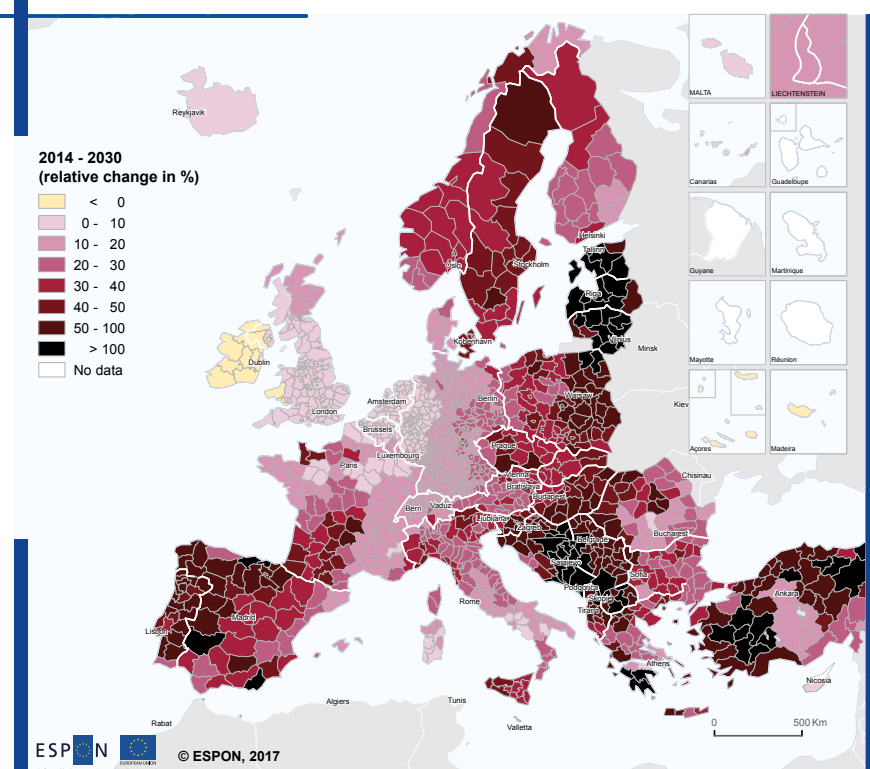 MALTA
LIECHTENSTEIN
Reykjavik
2014 - 2030
(relative change in %)
< 0
0 - 10
10 - 20
20 - 30
30 - 40
40 - 50
50 - 100
> 100
No data
Canarias
Guadeloupe
Guyane
Martinique
Mayotte
Réunion
Açores
Madeira
Helsinki
Tallinn
Oslo
Stockholm
Riga
København
Vilnius
Minsk
Dublin
London
Amsterdam
Berlin
Warsaw
Kiev
Brussels
Luxembourg
Prague
Paris
Vienna
Bratislava
Budapest
Chisinau
Bern
Vaduz
Ljubljana
Zagreb
Belgrade
Bucharest
Sarajevo
Sofia
Podgorica
Skopje
Tirana
Rome
Madrid
Lisbon
Ankara
Athens
Nicosia
Algiers
Tunis
Rabat
Valletta
0 500 Km
ESPON
EUROPEAN UNION
© ESPON, 2017